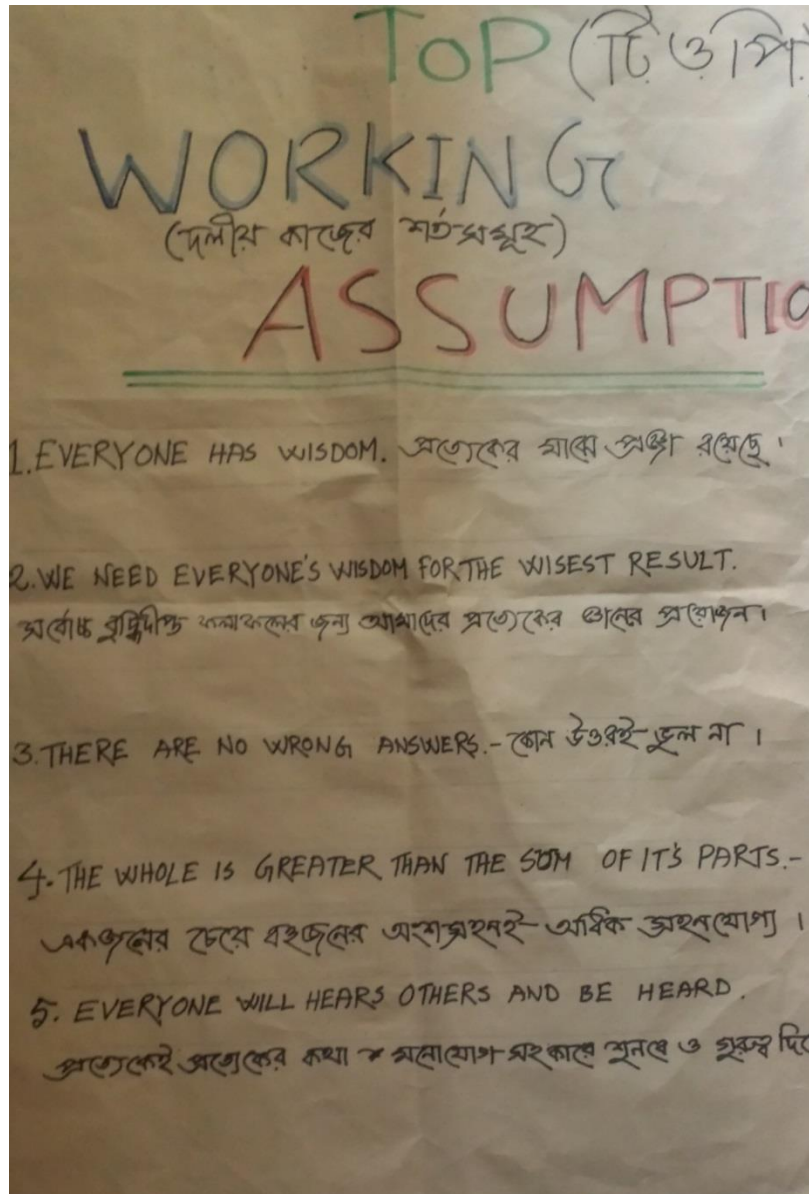 TOP (টিওপি
WORKING
(দলীয় কাজের শর্তসমূহ)
ASSUMPTIO
1. EVERYONE HAS WISDOM. প্রত্যেকের মাঝে প্রজ্ঞা রয়েছে।
2. WE NEED EVERYONE'S WISDOM FOR THE WISEST RESULT.
সর্বোচ্চ বুদ্ধিদীপ্ত ফলাফলের জন্য আমাদের প্রত্যেকের জ্ঞানের প্রয়োজন।
3. THERE ARE NO WRONG ANSWERS.- কোন উত্তরই ভুল না।
4. THE WHOLE IS GREATER THAN THE SUM OF IT'S PARTS.-
একজনের চেয়ে বহুজনের অংশগ্রহনই অধিক গ্রহনযোগ্য।
5. EVERYONE WILL HEARS OTHERS AND BE HEARD.
প্রত্যেকেই প্রত্যেকের কথা মনোযোগ সহকারে শুনবে ও গুরুত্ব দিবে